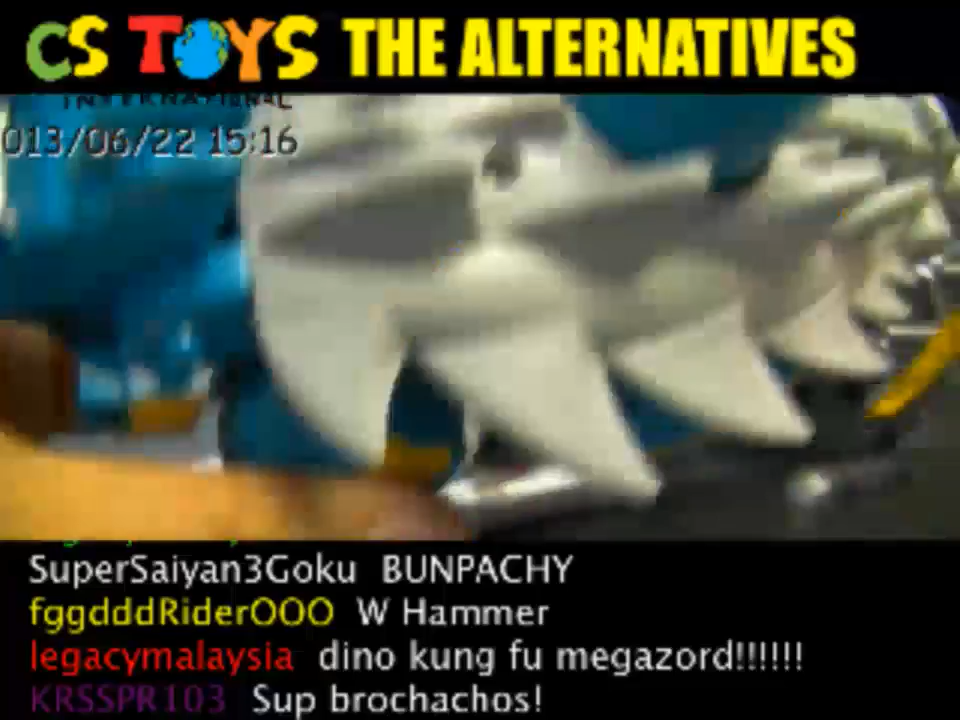 CS TOYS THE ALTERNATIVES
INTERNATIONAL
013/06/22 15:16
SuperSaiyan3Goku BUNPACHY
fggdddRiderOOO W Hammer
legacymalaysia dino kung fu megazord!!!!!!
KRSSPR103 Sup brochachos!